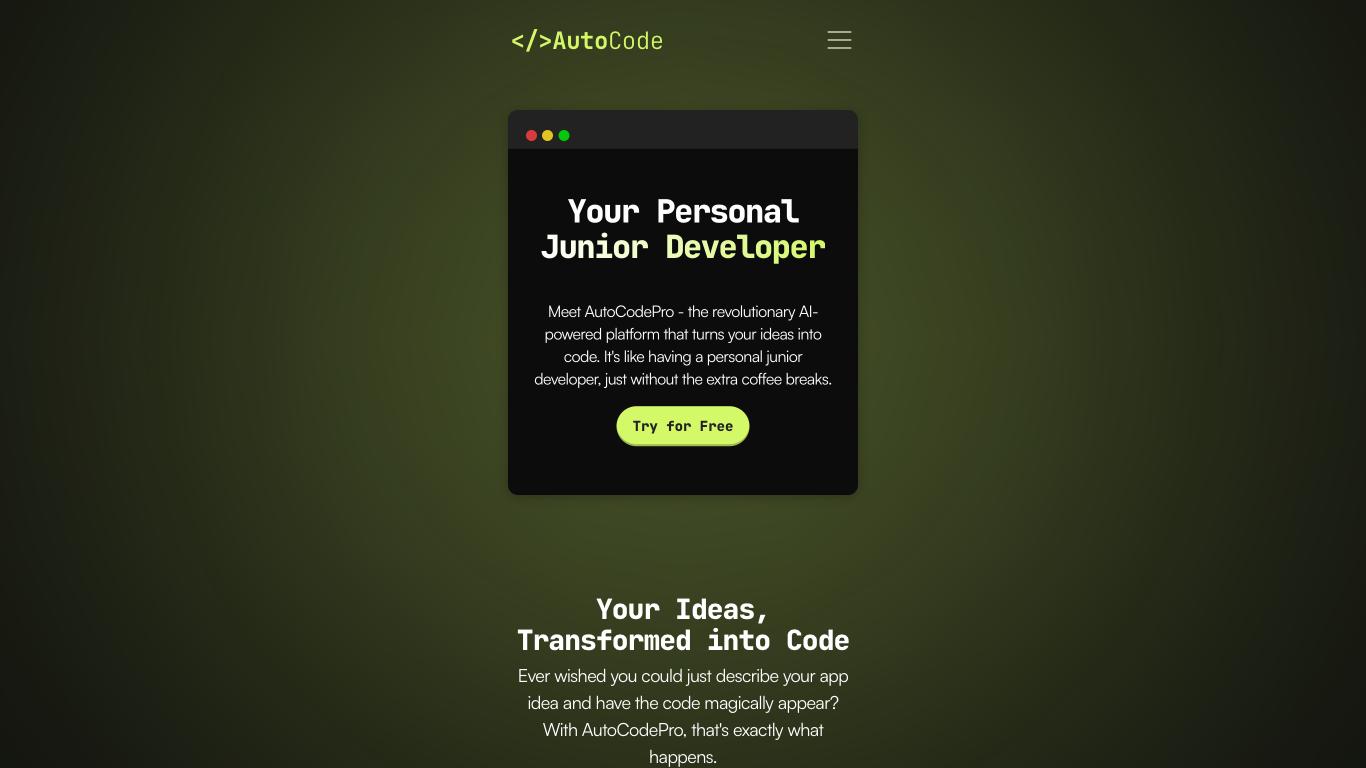 </>AutoCode
Your Personal
Junior Developer
Meet AutoCodePro - the revolutionary AI-
powered platform that turns your ideas into
code. It's like having a personal junior
developer, just without the extra coffee breaks.
Try for Free
Your Ideas,
Transformed into Code
Ever wished you could just describe your app
idea and have the code magically appear?
With AutoCodePro, that's exactly what
happens.